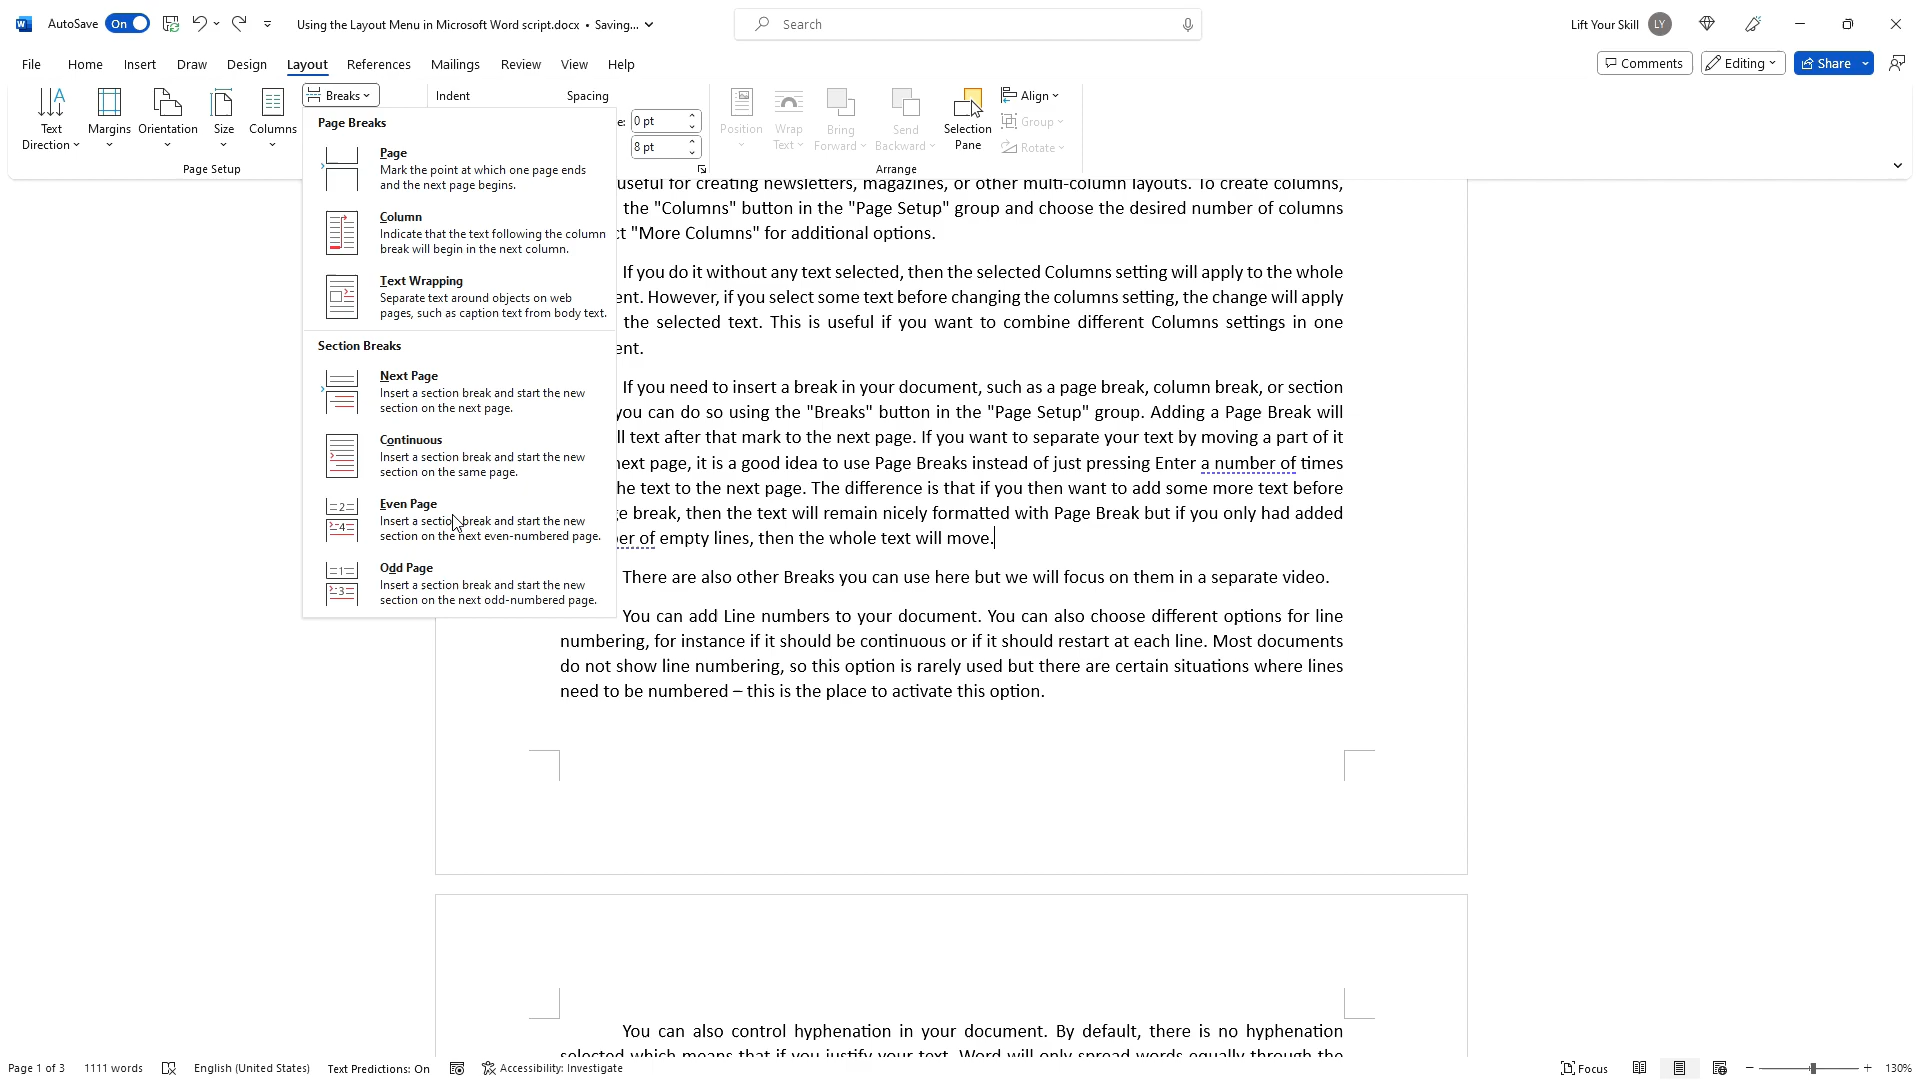 AutoSave On Using the Layout Menu in Microsoft Word script.docx • Saving... Search Lift Your Skill LY
File Home Insert Draw Design Layout References Mailings Review View Help Comments Editing Share
Text Direction Margins Orientation Size Columns Breaks
Page Setup
Indent Spacing
e: 0 pt
8 pt
Position Wrap Text Bring Forward Send Backward Selection Pane Align
Group
Rotate
Arrange
Page Breaks
Page
Mark the point at which one page ends
and the next page begins.
Column
Indicate that the text following the column
break will begin in the next column.
Text Wrapping
Separate text around objects on web
pages, such as caption text from body text.
Section Breaks
Next Page
Insert a section break and start the new
section on the next page.
Continuous
Insert a section break and start the new
section on the same page.
Even Page
=2=
=4=
Insert a section break and start the new
section on the next even-numbered page.
Odd Page
=1=
=3=
Insert a section break and start the new
section on the next odd-numbered page.
useful for creating newsletters, magazines, or other multi-column layouts. To create columns,
the "Columns" button in the "Page Setup" group and choose the desired number of columns
ct "More Columns" for additional options.
If you do it without any text selected, then the selected Columns setting will apply to the whole
ent. However, if you select some text before changing the columns setting, the change will apply
the selected text. This is useful if you want to combine different Columns settings in one
ent.
If you need to insert a break in your document, such as a page break, column break, or section
you can do so using the "Breaks" button in the "Page Setup" group. Adding a Page Break will
ll text after that mark to the next page. If you want to separate your text by moving a part of it
next page, it is a good idea to use Page Breaks instead of just pressing Enter a number of times
he text to the next page. The difference is that if you then want to add some more text before
ge break, then the text will remain nicely formatted with Page Break but if you only had added
er of empty lines, then the whole text will move.
There are also other Breaks you can use here but we will focus on them in a separate video.
You can add Line numbers to your document. You can also choose different options for line
numbering, for instance if it should be continuous or if it should restart at each line. Most documents
do not show line numbering, so this option is rarely used but there are certain situations where lines
need to be numbered – this is the place to activate this option.
You can also control hyphenation in your document. By default, there is no hyphenation
selected which means that if you justify your text, Word will only spread words equally through the
Page 1 of 3 1111 words English (United States) Text Predictions: On Accessibility: Investigate Focus 130%